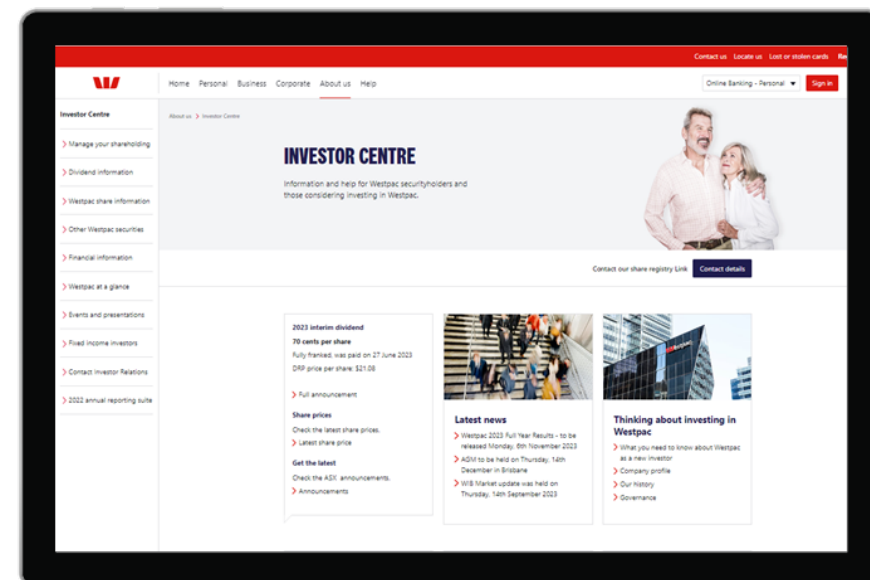 Contact us Locate us Lost or stolen cards
Home Personal Business Corporate About us Help
Online Banking - Personal Sign in
Investor Centre
Manage your shareholding
Dividend information
Westpac share information
Other Westpac securities
Financial information
Westpac at a glance
Events and presentations
Fixed income investors
Contact Investor Relations
2022 annual reporting suite
About us Investor Centre
INVESTOR CENTRE
Information and help for Westpac securityholders and
those considering investing in Westpac.
Contact our share registry Link Contact details
2023 interim dividend
70 cents per share
Fully franked, was paid on 27 June 2023
DRP price per share: $21.08
Full announcement
Share prices
Check the latest share prices.
Latest share price
Get the latest
Check the ASX announcements.
Announcements
Latest news
Westpac 2023 Full Year Results - to be
released Monday, 6th November 2023
AGM to be held on Thursday, 14th
December in Brisbane
WIB Market update was held on
Thursday, 14th September 2023
Westpac
Thinking about investing in
Westpac
What you need to know about Westpac
as a new investor
Company profile
Our history
Governance